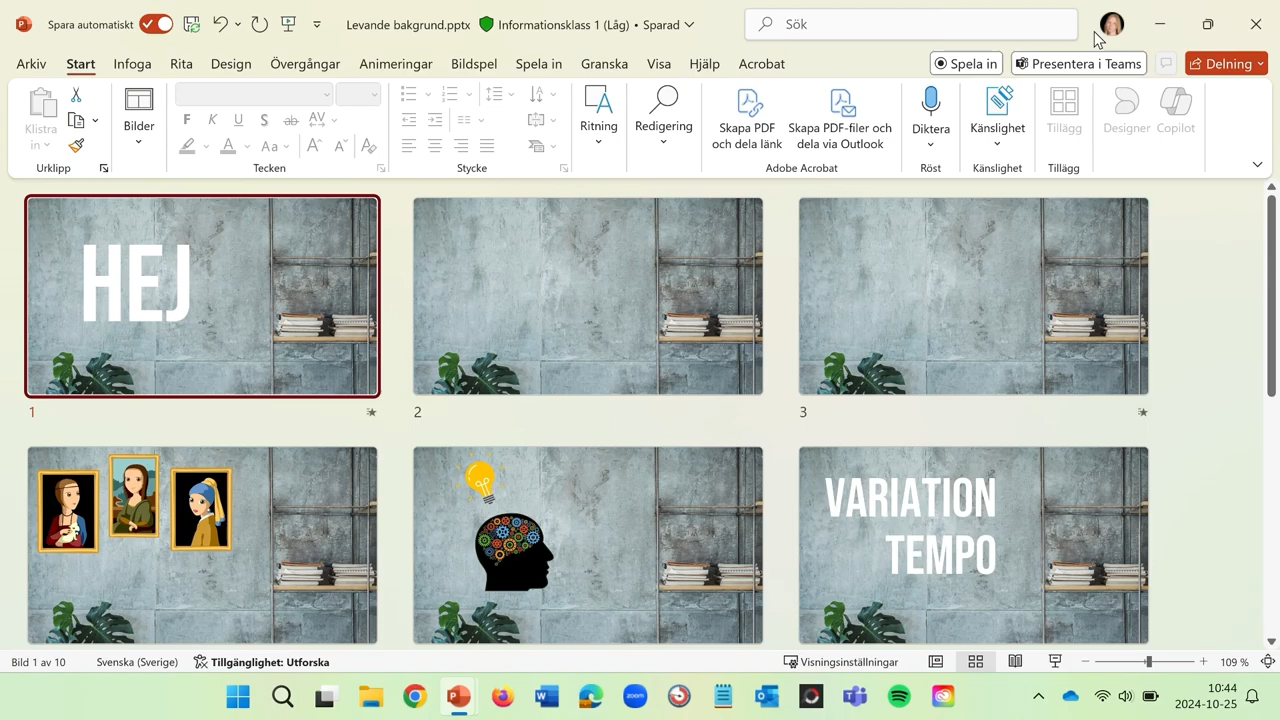 Spara automatiskt
Levande bakgrund.pptx
Informationsklass 1 (Låg) • Sparad
Sök
Arkiv
Start
Infoga
Rita
Design
Övergångar
Animeringar
Bildspel
Spela in
Granska
Visa
Hjälp
Acrobat
Spela in
Presentera i Teams
Delning
Klistra
in
Urklipp
Bilder
F K U S ab AV
A Aa A A A
Tecken
Stycke
Ritning
Redigering
Skapa PDF
och dela länk
Skapa PDF-filer och
dela via Outlook
Adobe Acrobat
Diktera
Röst
Känslighet
Känslighet
Tillägg
Tillägg
Designer
Copilot
HEJ
1
2
3
VARIATION
TEMPO
Bild 1 av 10
Svenska (Sverige)
Tillgänglighet: Utforska
Visningsinställningar
109 %
zoom
10:44
2024-10-25